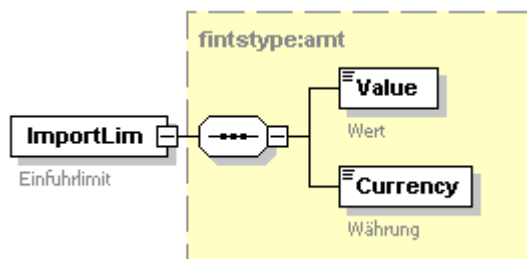 fintstype:amt
Value
Wert
ImportLim
Einfuhrlimit
Currency
Währung